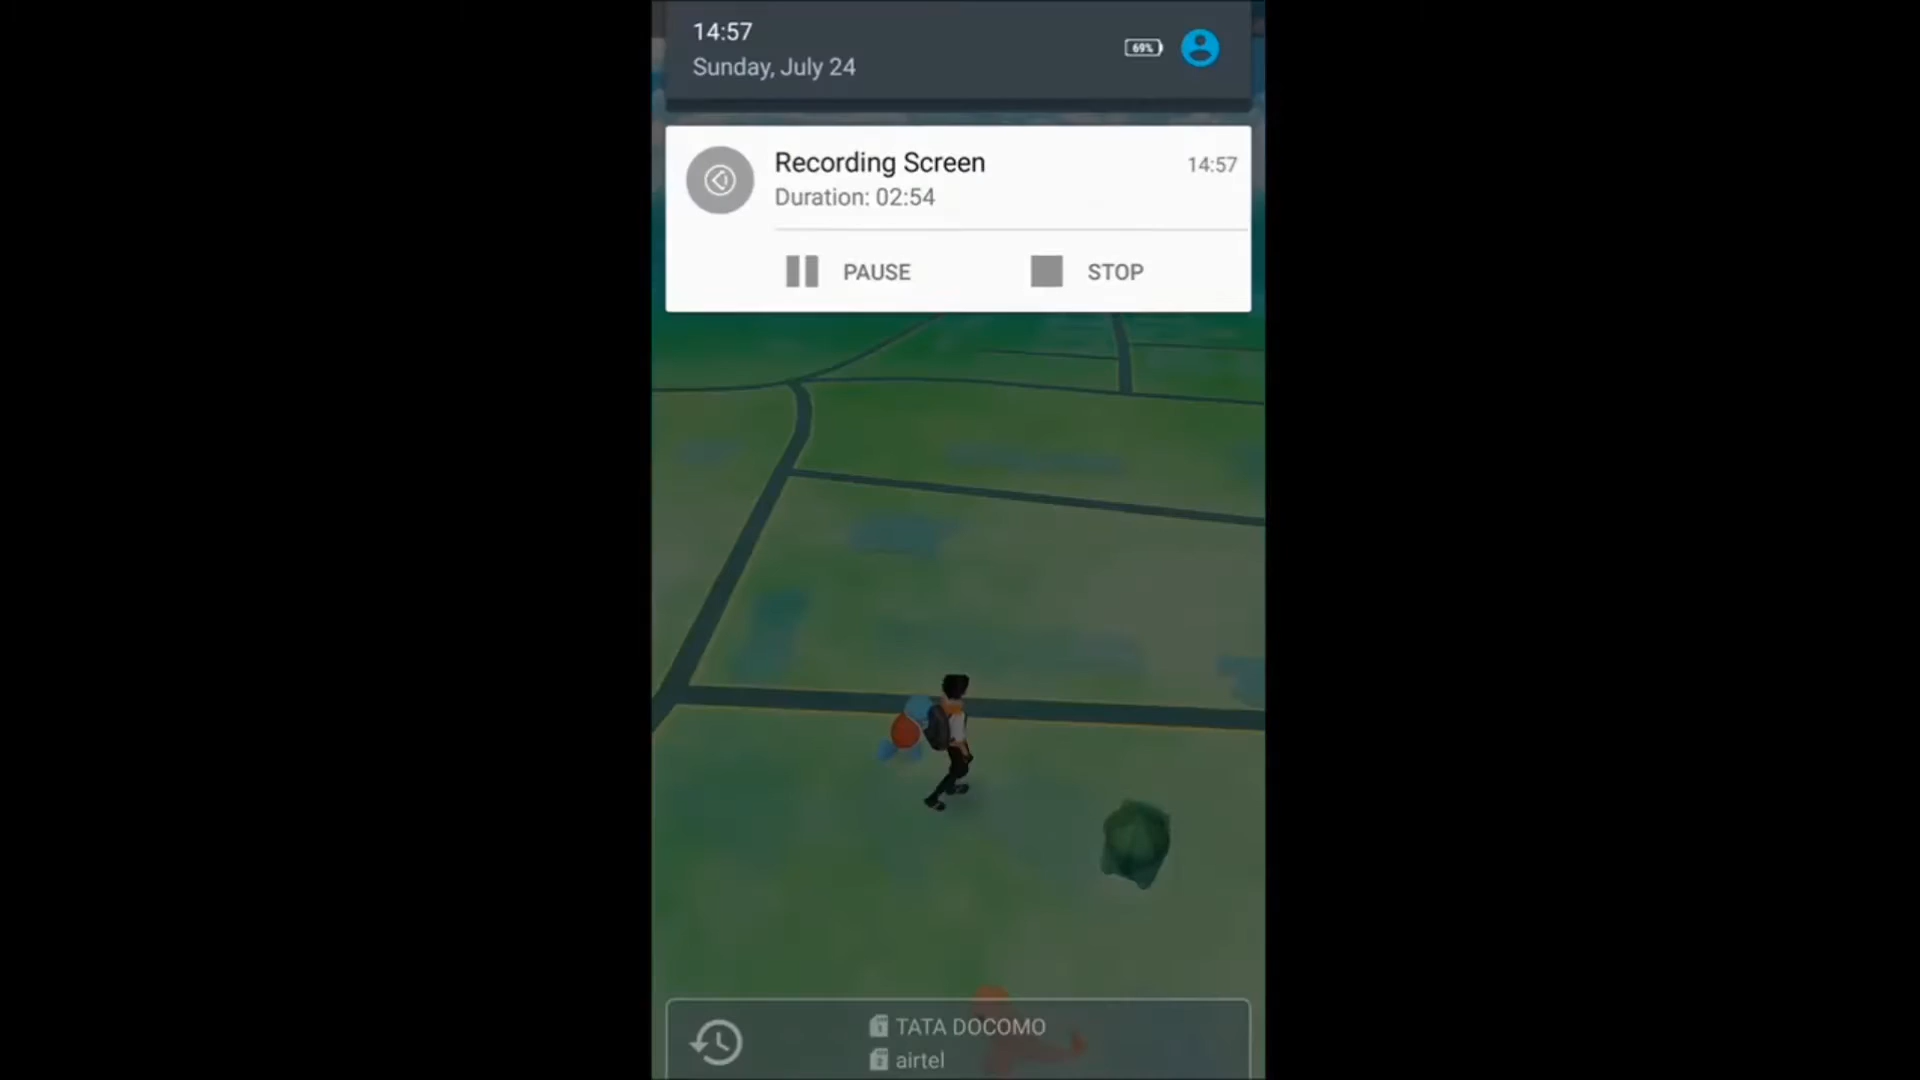 14:57
69%
Sunday, July 24
Recording Screen
14:57
Duration: 02:54
PAUSE
STOP
TATA DOCOMO
airtel